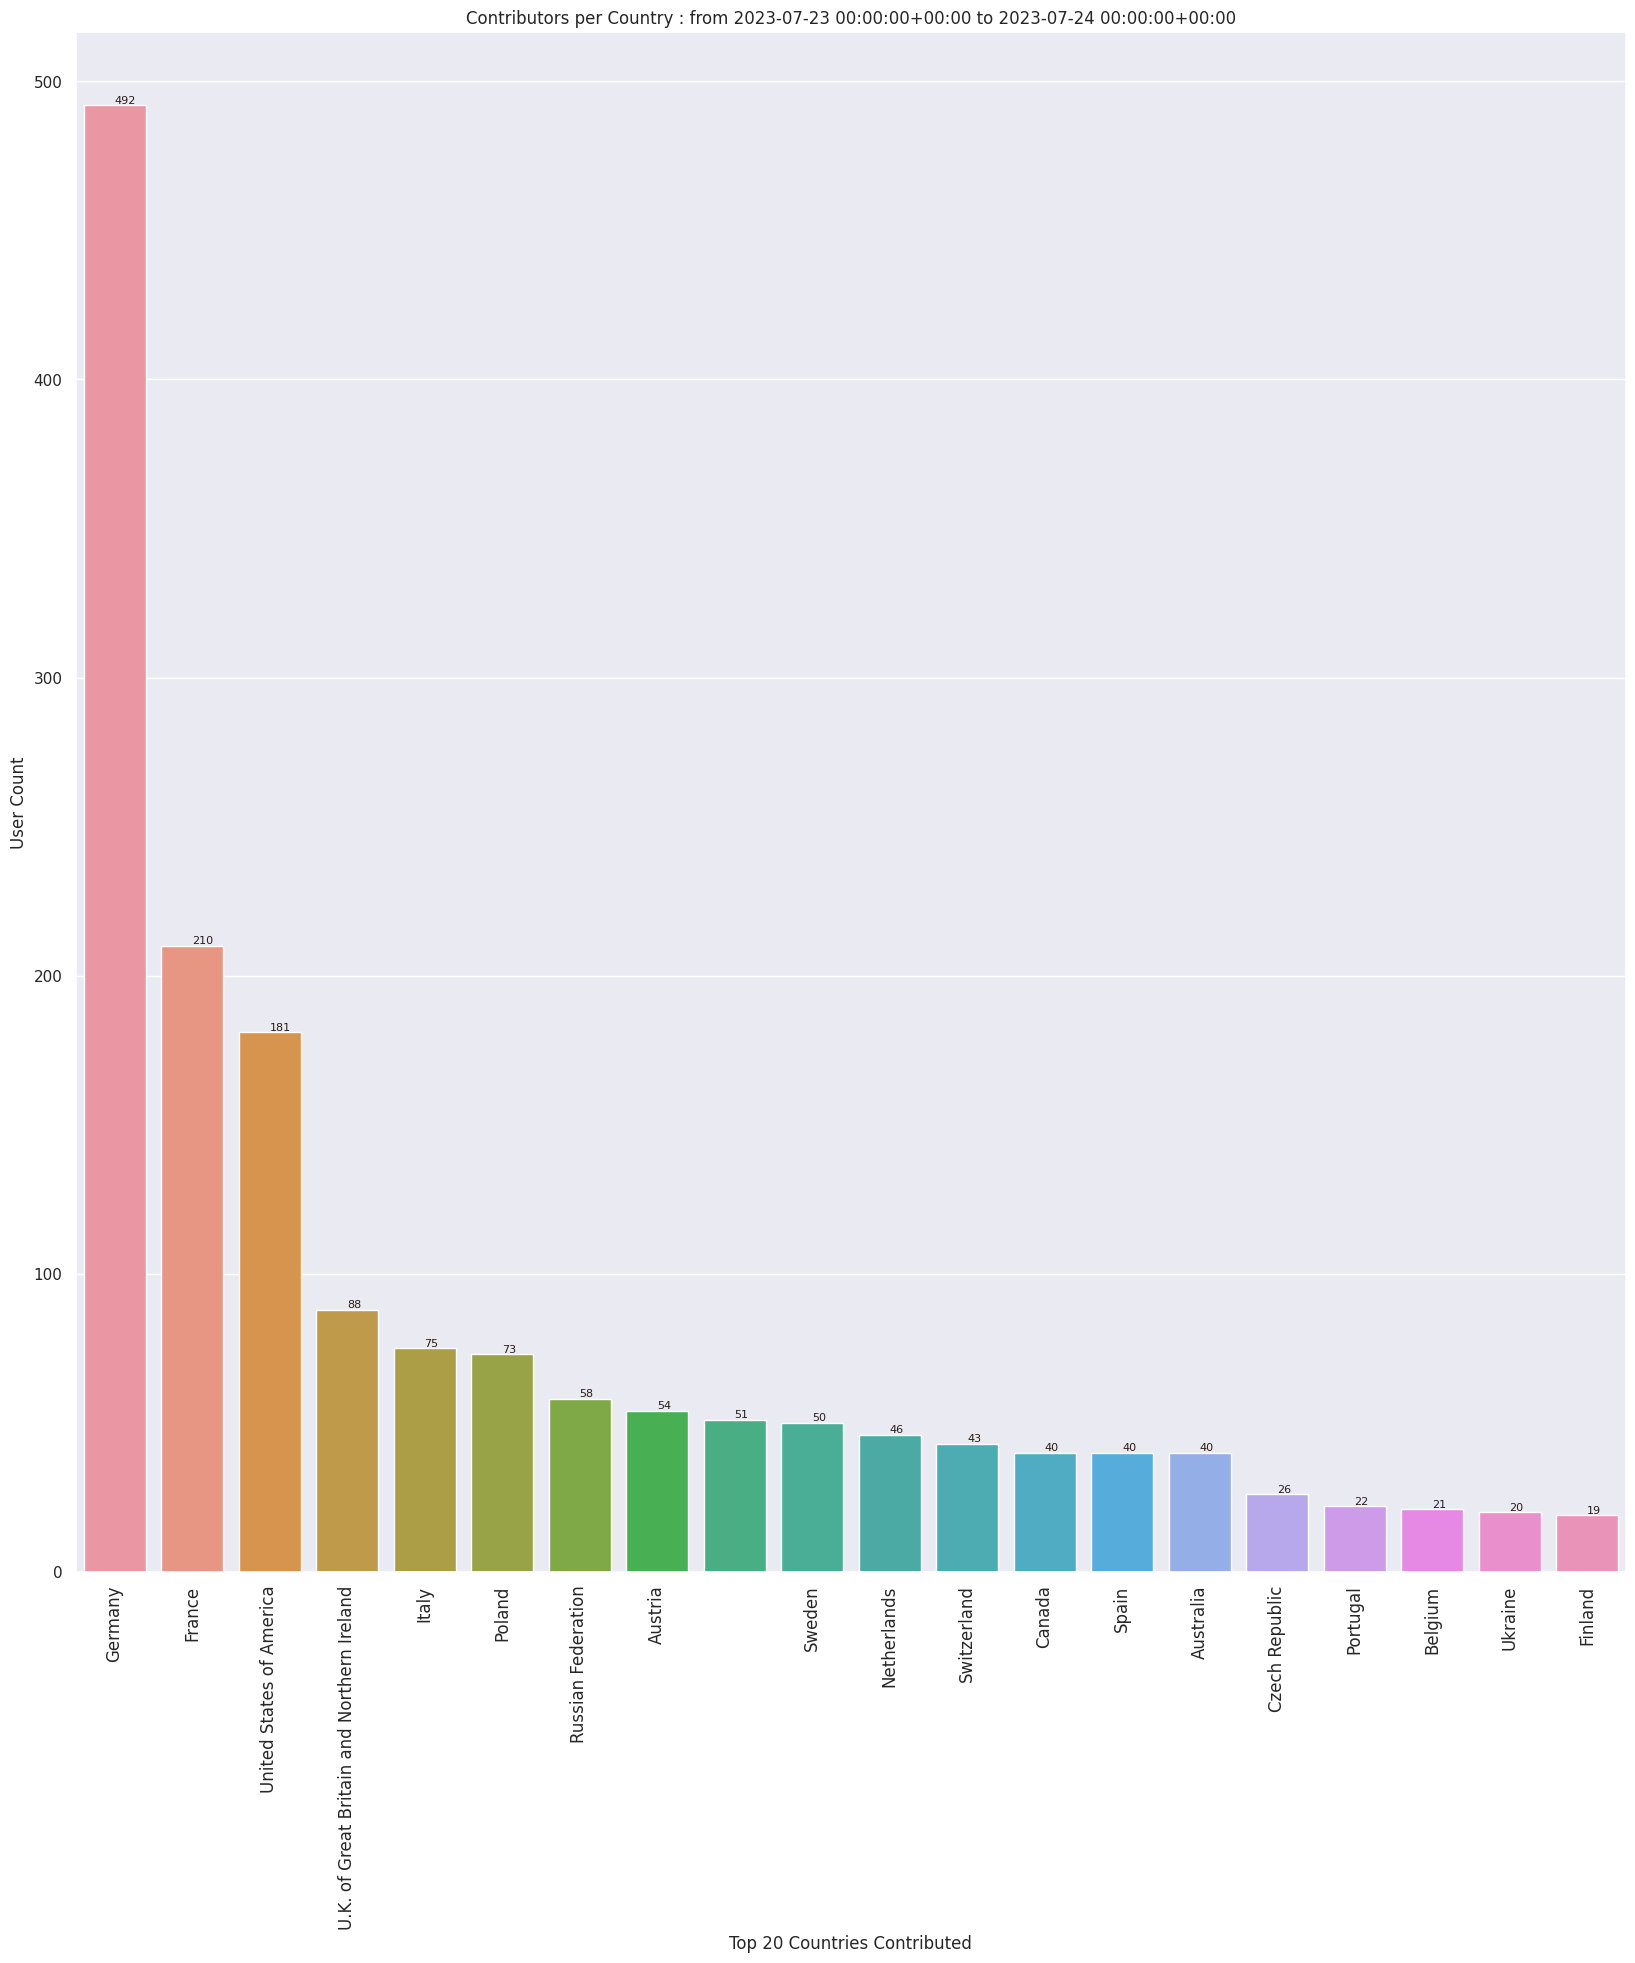 Contributors per Country : from 2023-07-23 00:00:00+00:00 to 2023-07-24 00:00:00+00:00
User Count
500
400
300
200
100
0
492
210
181
88
75
73
58
54
51
50
46
43
40
40
40
26
22
21
20
19
Germany
France
United States of America
U.K. of Great Britain and Northern Ireland
Italy
Poland
Russian Federation
Austria
Sweden
Netherlands
Switzerland
Canada
Spain
Australia
Czech Republic
Portugal
Belgium
Ukraine
Finland
Top 20 Countries Contributed